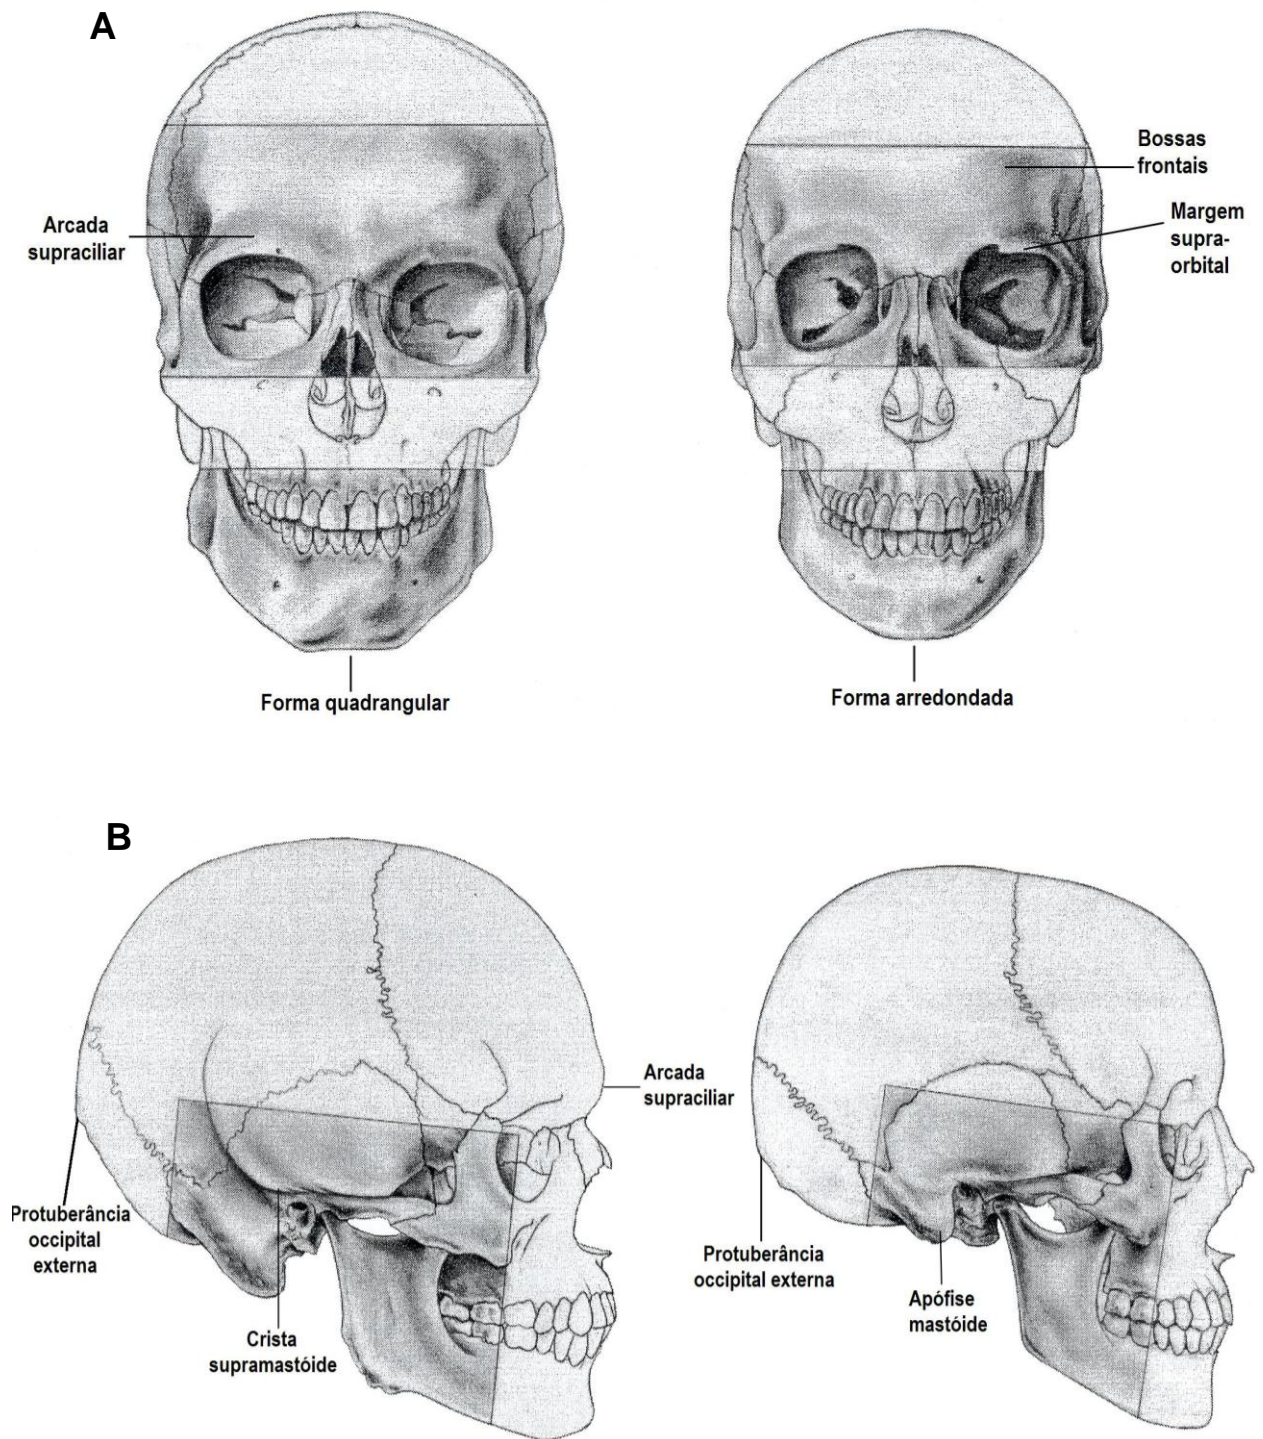 A
Arcada
supraciliar
Bossas
frontais
Margem
supra-
orbital
Forma quadrangular
Forma arredondada
B
Arcada
supraciliar
Protuberância
occipital
externa
Crista
supramastóide
Protuberância
occipital externa
Apófise
mastóide